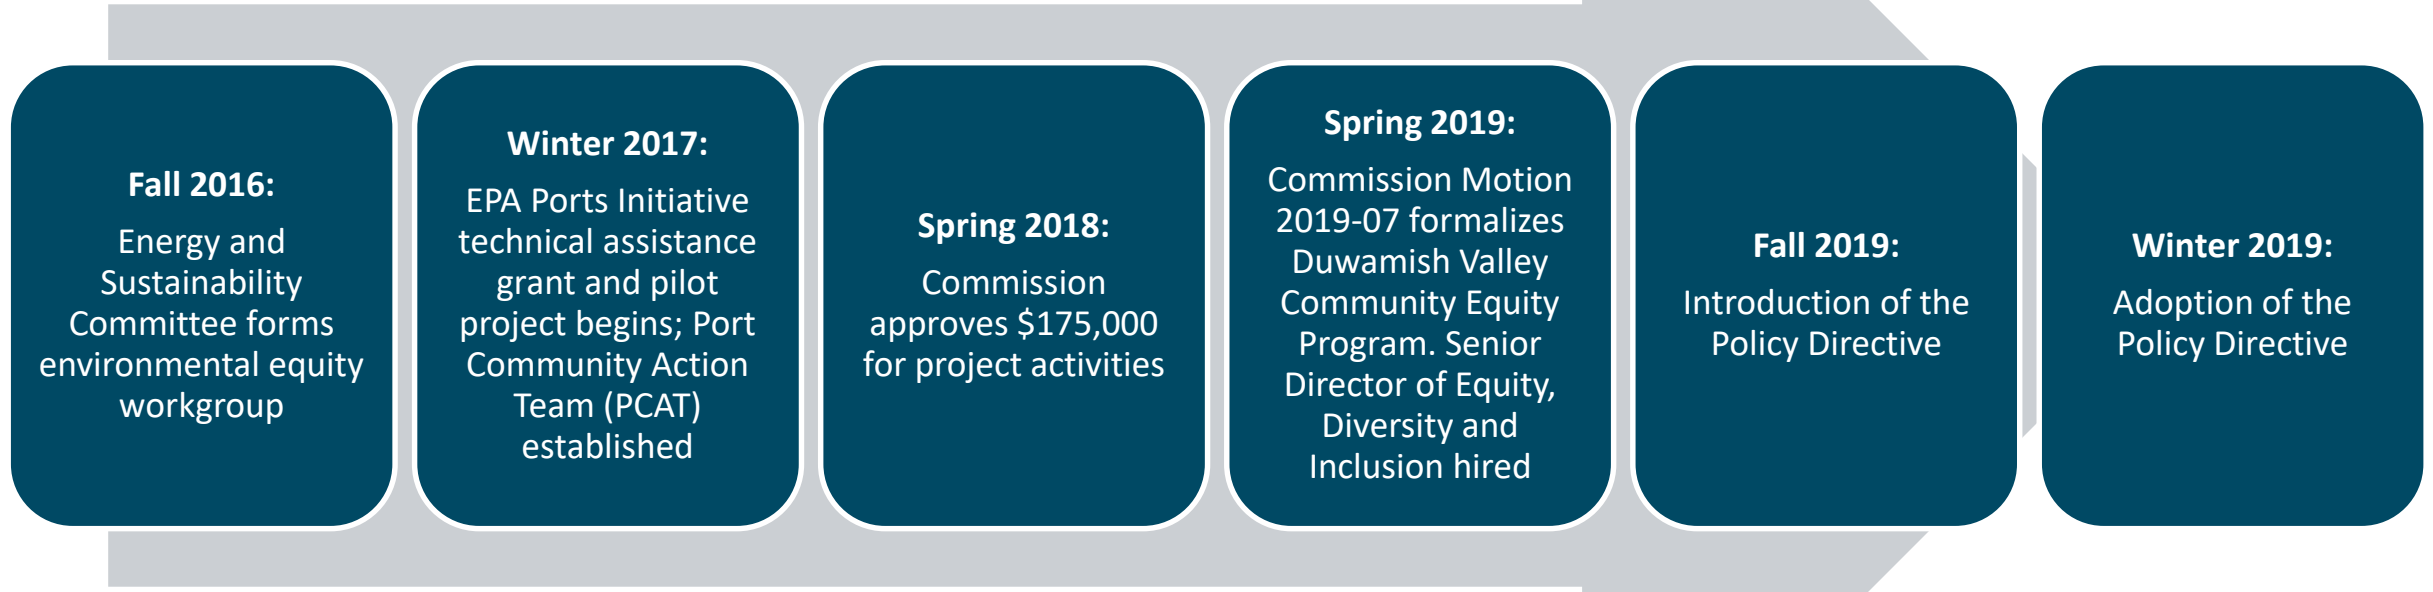 Fall 2016:
Energy and
Sustainability
Committee forms
environmental equity
workgroup
Winter 2017:
EPA Ports Initiative
technical assistance
grant and pilot
project begins; Port
Community Action
Team (PCAT)
established
Spring 2018:
Commission
approves $175,000
for project activities
Spring 2019:
Commission Motion
2019-07 formalizes
Duwamish Valley
Community Equity
Program. Senior
Director of Equity,
Diversity and
Inclusion hired
Fall 2019:
Introduction of the
Policy Directive
Winter 2019:
Adoption of the
Policy Directive